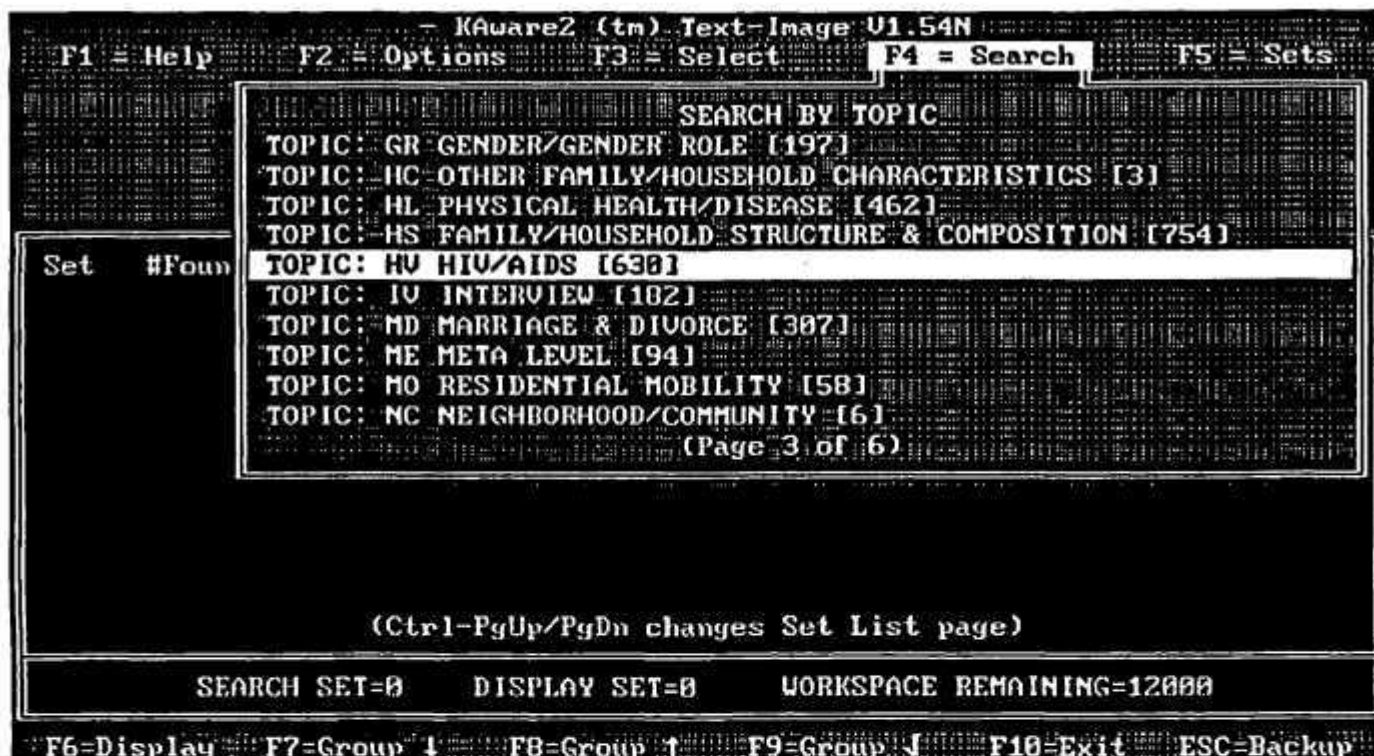 KAware2 (tm) Text-Image V1.54N
F1 = Help F2 = Options F3 = Select F4 = Search F5 = Sets
SEARCH BY TOPIC
TOPIC: GR GENDER/GENDER ROLE [197]
TOPIC: HC OTHER FAMILY/HOUSEHOLD CHARACTERISTICS [3]
TOPIC: HL PHYSICAL HEALTH/DISEASE [462]
TOPIC: HS FAMILY/HOUSEHOLD STRUCTURE & COMPOSITION [754]
Set #Foun TOPIC: HV HIV/AIDS [630]
TOPIC: IV INTERVIEW [182]
TOPIC: MD MARRIAGE & DIVORCE [307]
TOPIC: ME META LEVEL [94]
TOPIC: MO RESIDENTIAL MOBILITY [58]
TOPIC: NC NEIGHBORHOOD/COMMUNITY [6]
(Page 3 of 6)
(Ctrl-PgUp/PgDn changes Set List page)
SEARCH SET=0 DISPLAY SET=0 WORKSPACE REMAINING=12000
F6=Display F7=Group ↓ F8=Group ↑ F9=Group √ F10=Exit ESC=Backup